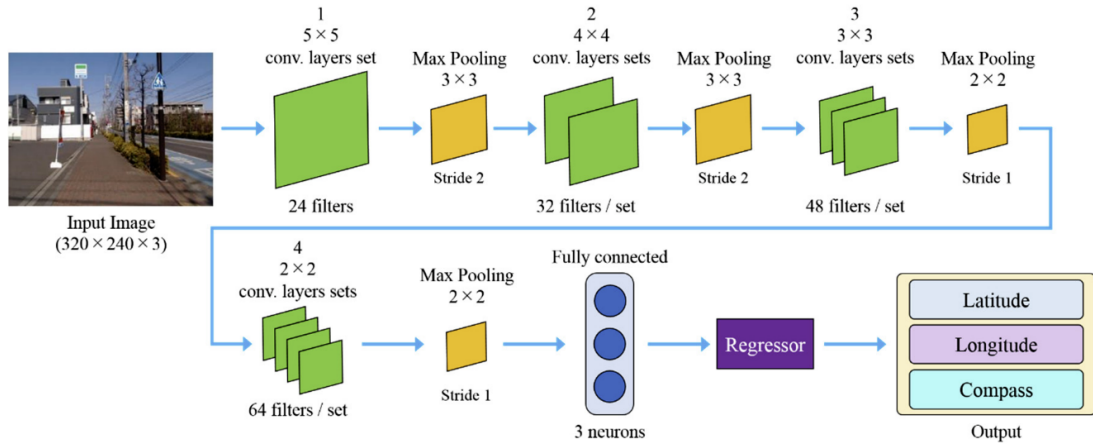 1
5 × 5
conv. layers set
Max Pooling
3 × 3
2
4 × 4
conv. layers sets
Max Pooling
3 × 3
3
3 × 3
conv. layers sets
Max Pooling
2 × 2
Stride 2
Stride 2
Stride 1
24 filters
32 filters / set
48 filters / set
Input Image
(320 × 240 × 3)
4
2 × 2
conv. layers sets
Max Pooling
2 × 2
Fully connected
Regressor
Latitude
Longitude
Compass
64 filters / set
Stride 1
3 neurons
Output